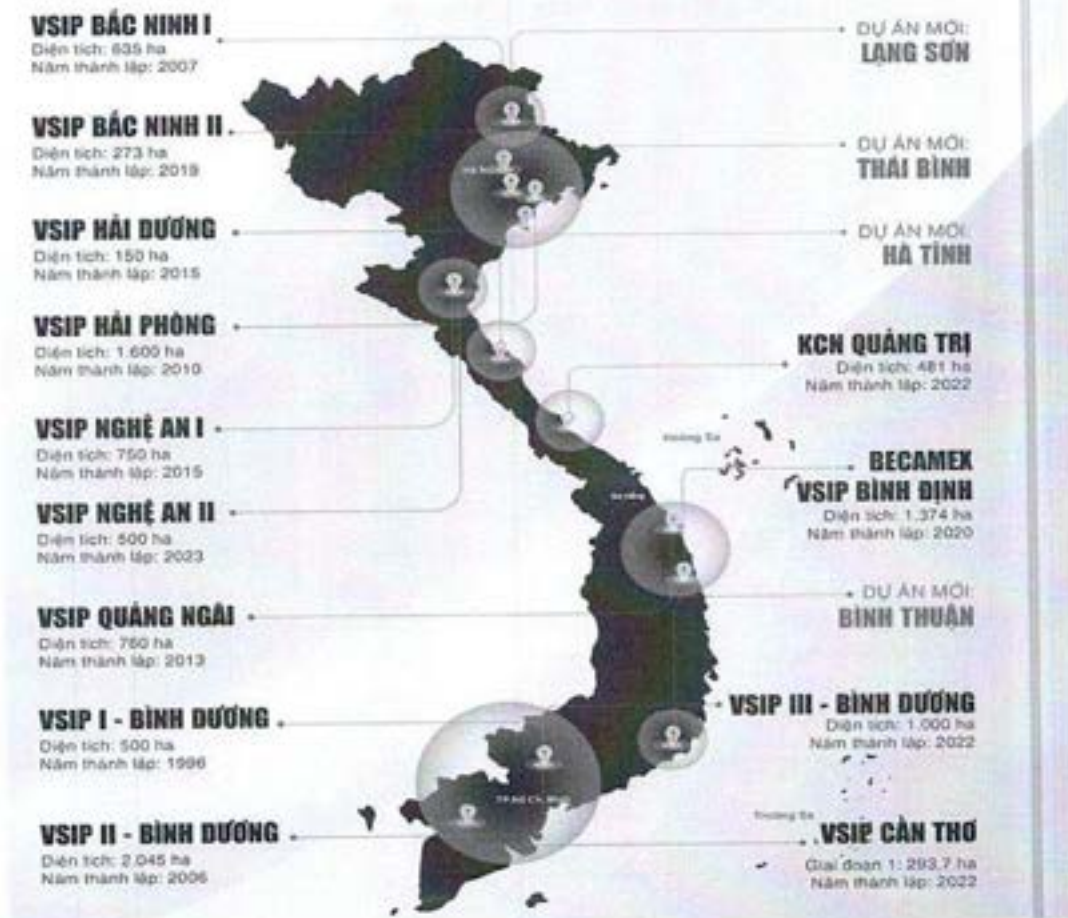 VSIP BẮC NINH I
Diện tích: 635 ha
Năm thành lập: 2007
VSIP BẮC NINH II
Diện tích: 273 ha
Năm thành lập: 2019
VSIP HẢI DƯƠNG
Diện tích: 150 ha
Năm thành lập: 2015
VSIP HẢI PHÒNG
Diện tích: 1.600 ha
Năm thành lập: 2010
VSIP NGHỆ AN I
Diện tích: 750 ha
Năm thành lập: 2015
VSIP NGHỆ AN II
Diện tích: 500 ha
Năm thành lập: 2023
VSIP QUẢNG NGÃI
Diện tích: 760 ha
Năm thành lập: 2013
VSIP I - BÌNH DƯƠNG
Diện tích: 500 ha
Năm thành lập: 1996
VSIP II - BÌNH DƯƠNG
Diện tích: 2.045 ha
Năm thành lập: 2006
DỰ ÁN MỚI:
LẠNG SƠN
DỰ ÁN MỚI:
THÁI BÌNH
DỰ ÁN MỚI:
HÀ TĨNH
KCN QUẢNG TRỊ
Diện tích: 481 ha
Năm thành lập: 2022
Hoàng Sa
BECAMEX
VSIP BÌNH ĐỊNH
Diện tích: 1.374 ha
Năm thành lập: 2020
Đà Nẵng
DỰ ÁN MỚI:
BÌNH THUẬN
VSIP III - BÌNH DƯƠNG
Diện tích: 1.000 ha
Năm thành lập: 2022
TP.Hồ Chí Minh
Trường Sa
VSIP CẦN THƠ
Giai đoạn 1: 293,7 ha
Năm thành lập: 2022